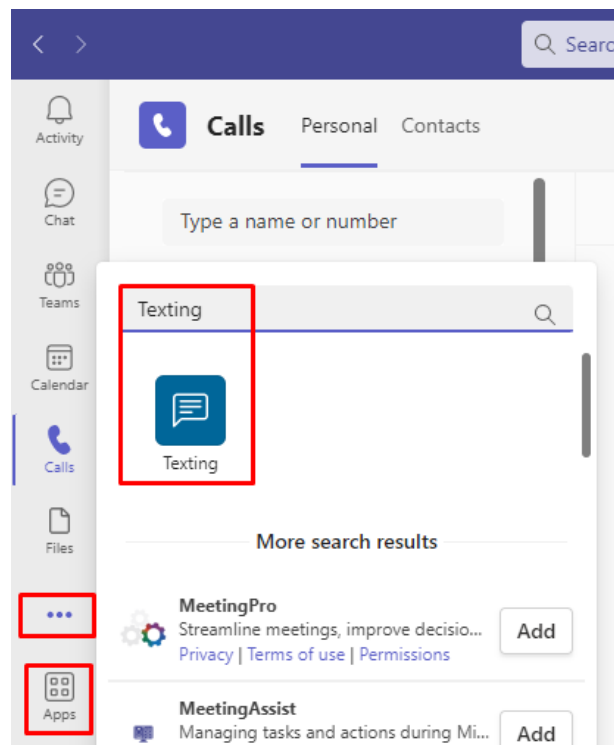 Searc
Activity
Calls Personal Contacts
Chat
Type a name or number
Teams
Texting
Calendar
Texting
Calls
Files
More search results
MeetingPro
Streamline meetings, improve decisio...
Add
Privacy | Terms of use | Permissions
Apps
MeetingAssist
Managing tasks and actions during Mi...
Add